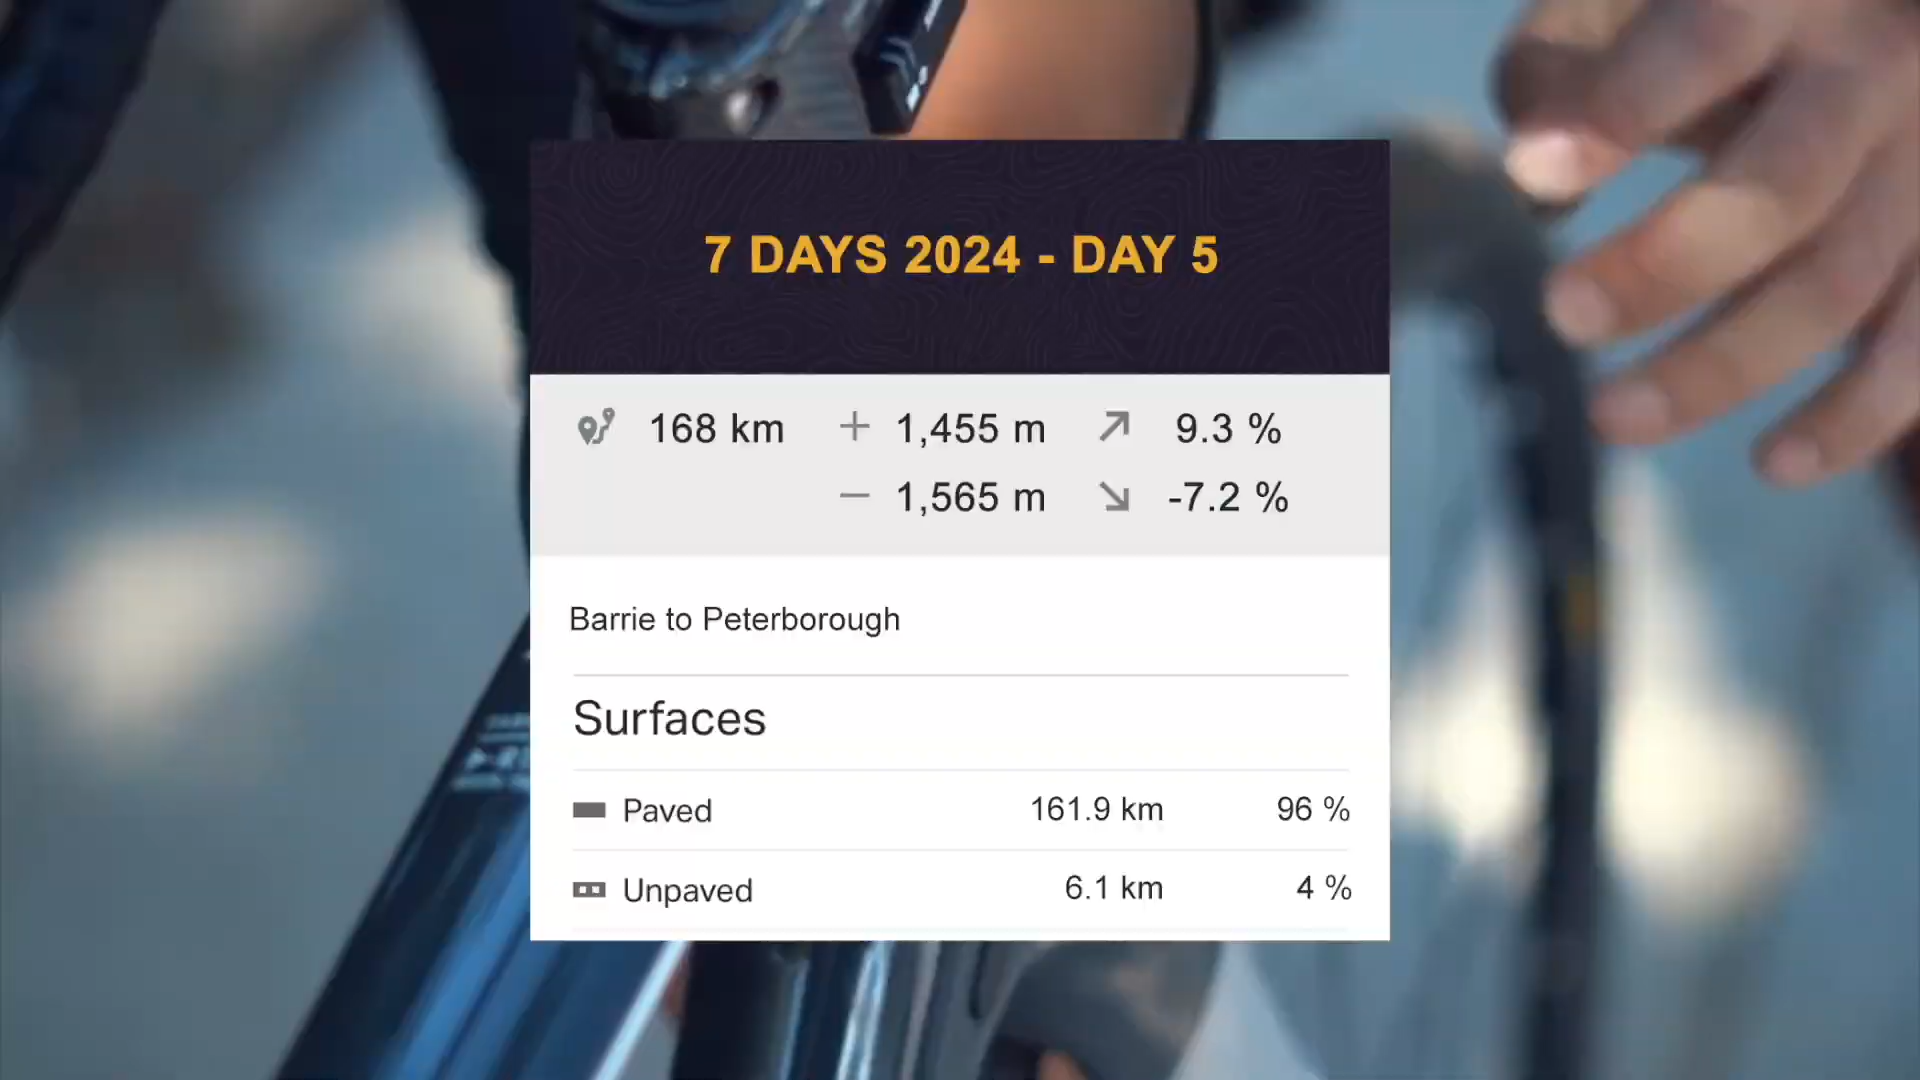 7 DAYS 2024 - DAY 5
168 km + 1,455 m 9.3 %
− 1,565 m -7.2 %
Barrie to Peterborough
Surfaces
Paved 161.9 km 96 %
Unpaved 6.1 km 4 %